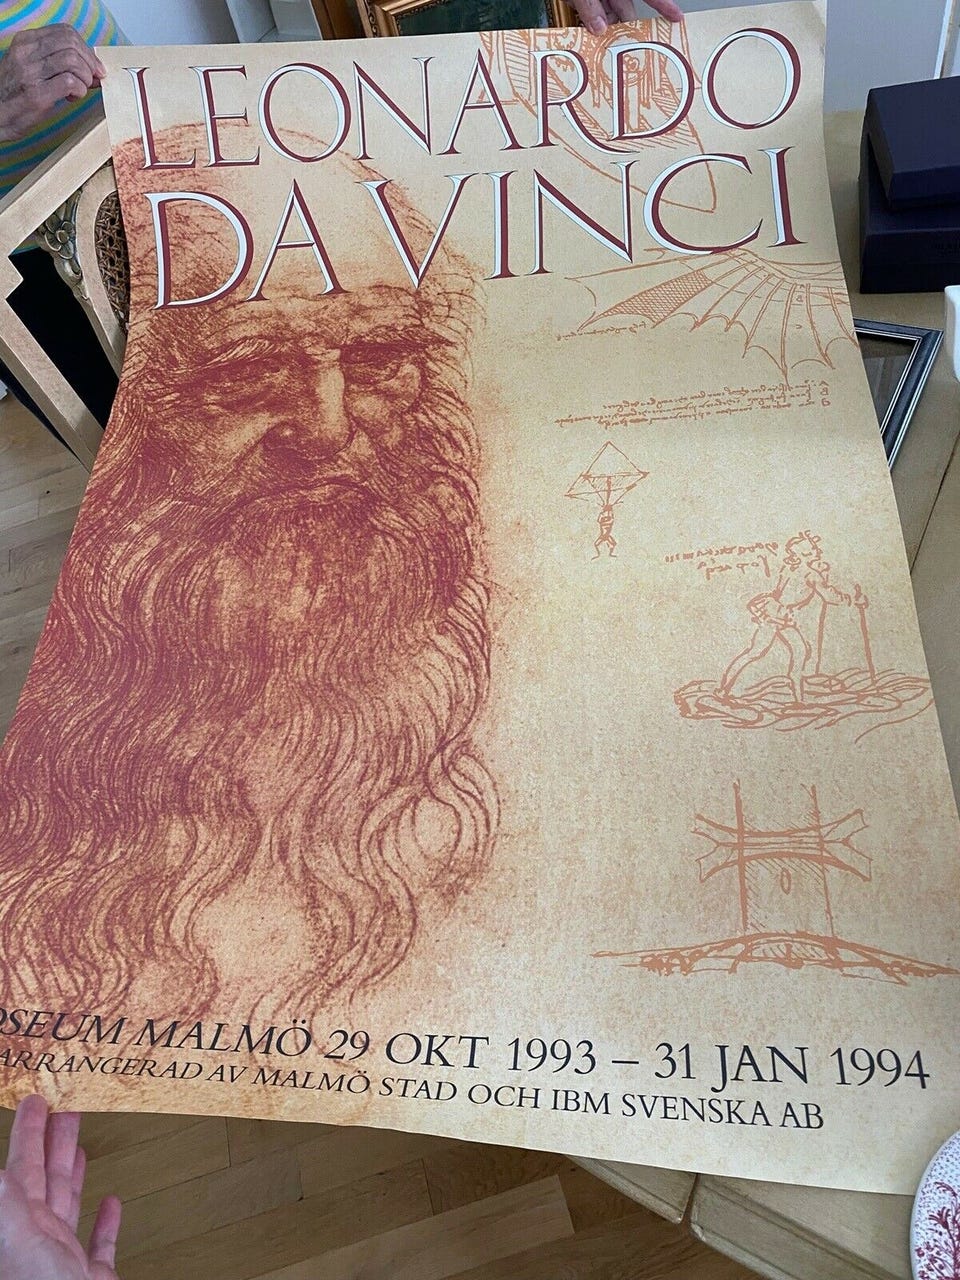 LEONARDO
DA VINCI
MALMÖ 29 OKT 1993 – 31 JAN 1994
ARRANGERAD AV MALMÖ STAD OCH IBM SVENSKA AB